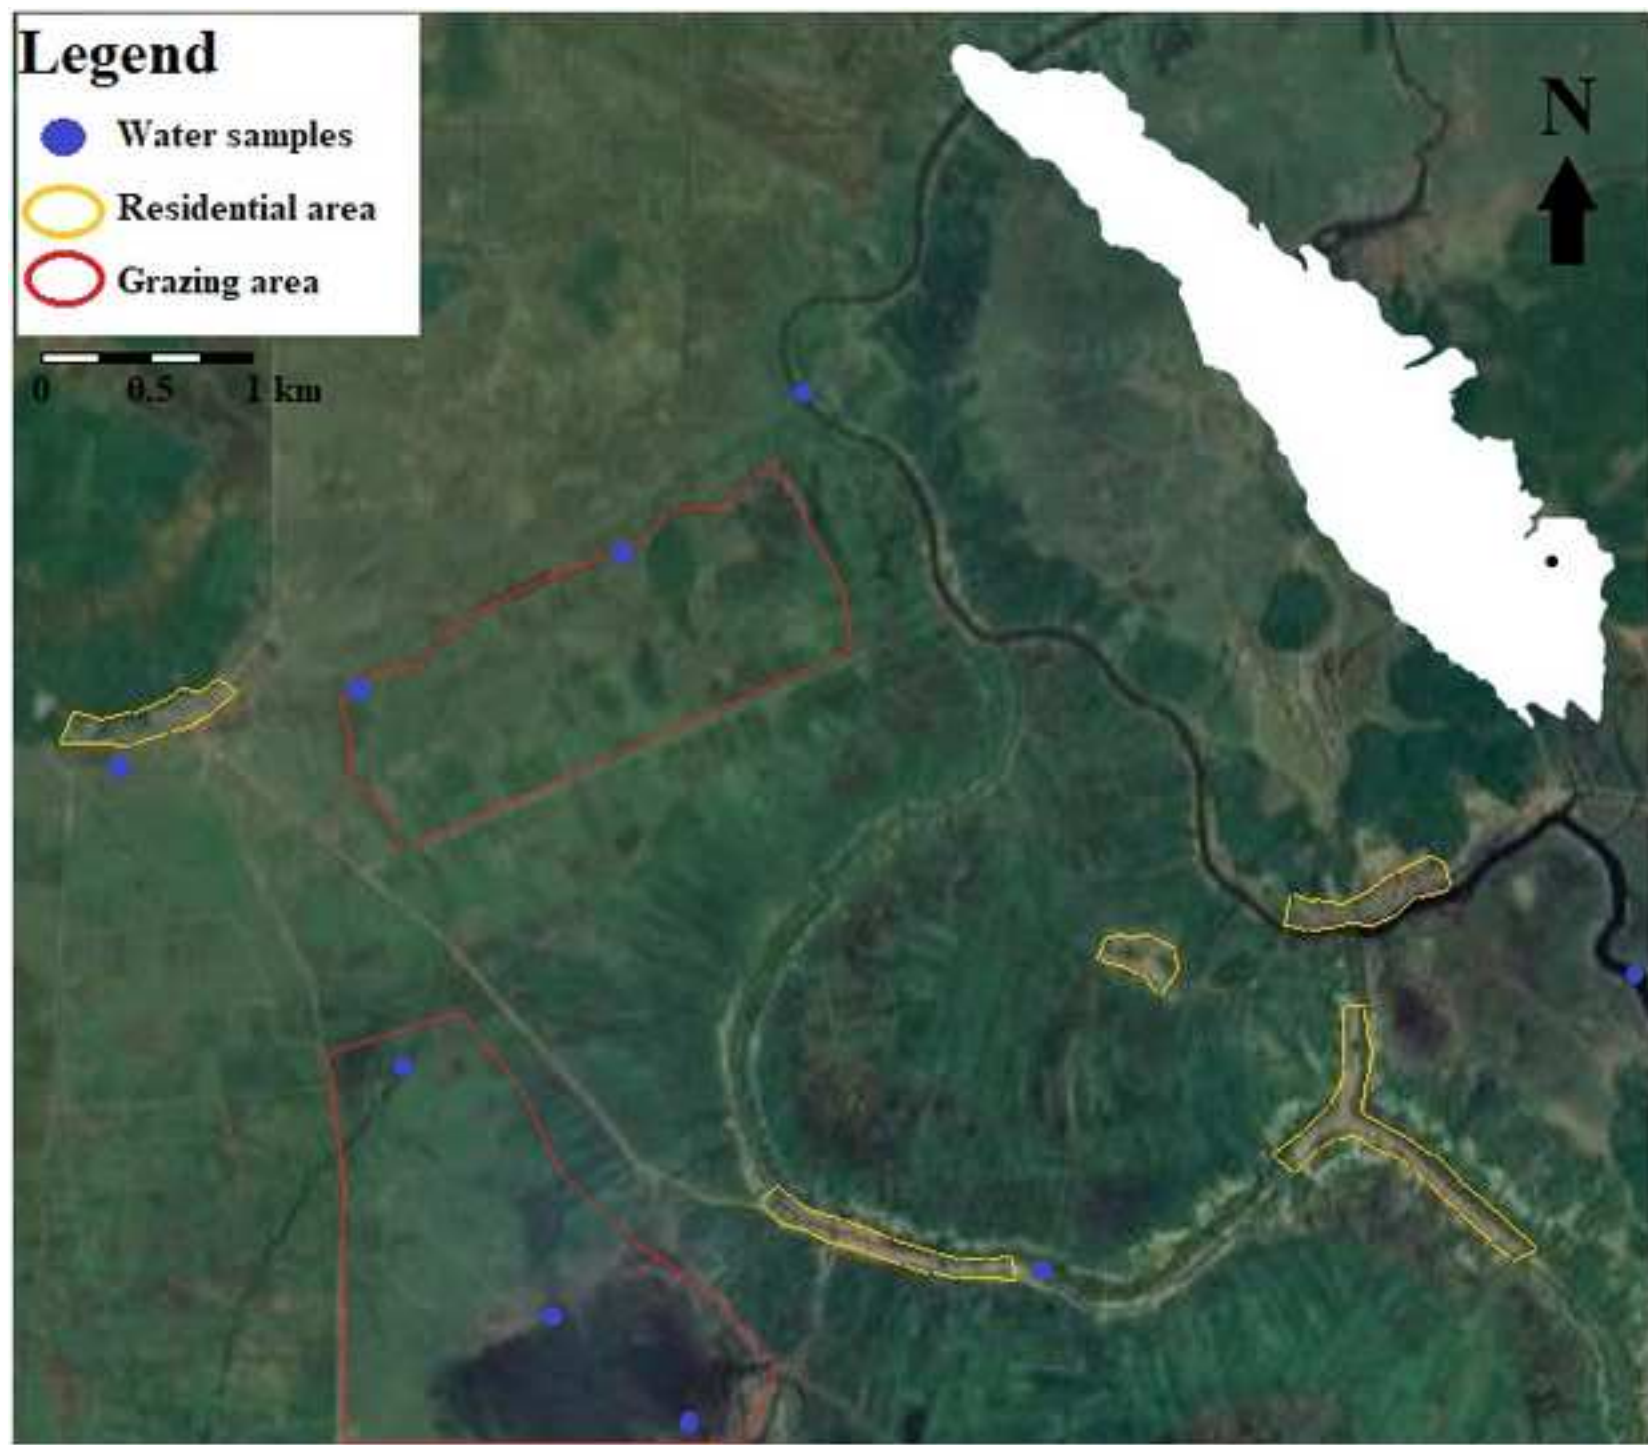 Legend
Water samples
Residential area
Grazing area
N
0 0.5 1 km